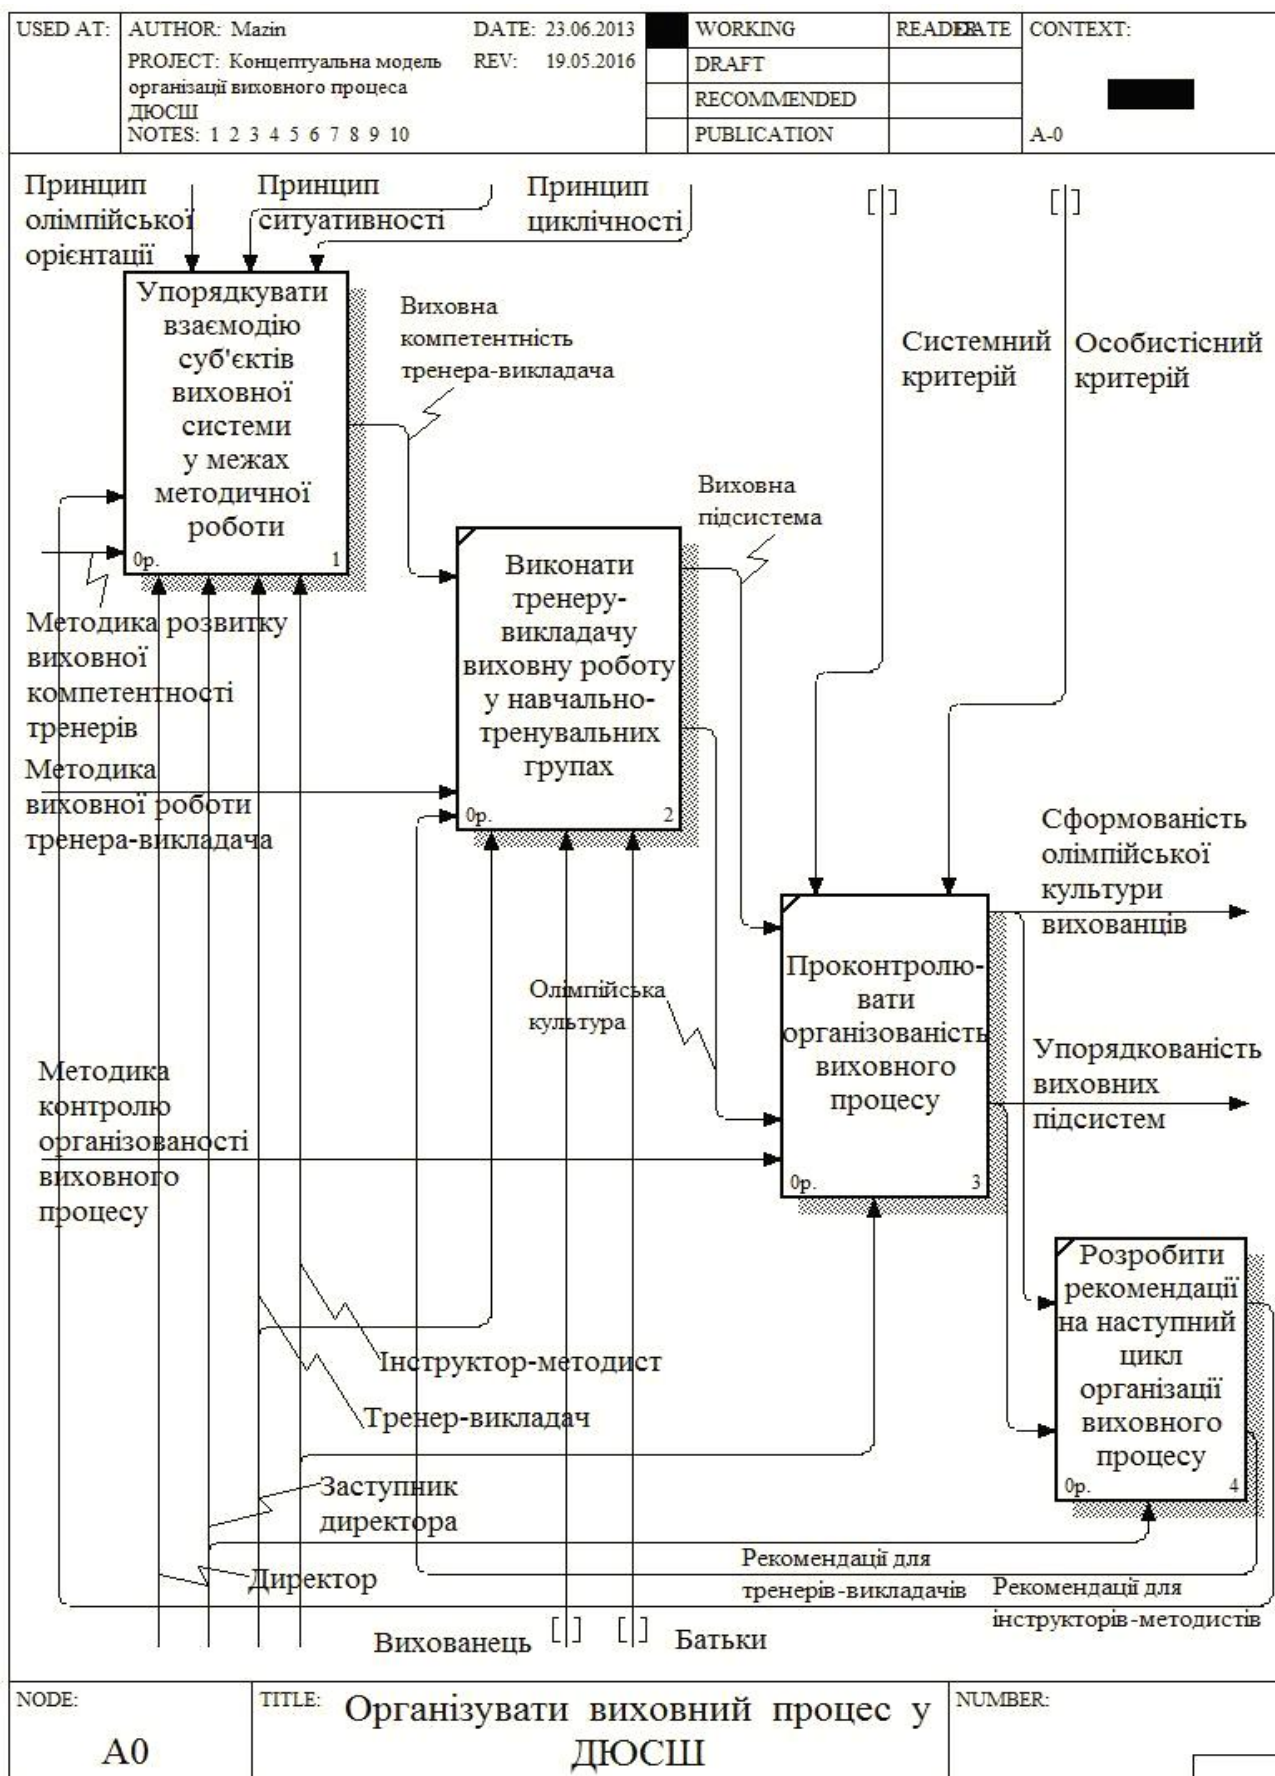 USED AT:
AUTHOR: Mazin
DATE: 23.06.2013
PROJECT: Концептуальна модель
REV: 19.05.2016
організації виховного процеса
ДЮСШ
NOTES: 1 2 3 4 5 6 7 8 9 10
WORKING
DRAFT
RECOMMENDED
PUBLICATION
READER
DATE
CONTEXT:
A-0
Принцип
олімпійської
орієнтації
Принцип
ситуативності
Принцип
циклічності
[ ]
[ ]
Упорядкувати
взаємодію
суб'єктів
виховної
системи
у межах
методичної
роботи
0р.
1
Виховна
компетентність
тренера-викладача
Системний
критерій
Особистісний
критерій
Виховна
підсистема
Виконати
тренеру-
викладачу
виховну роботу
у навчально-
тренувальних
групах
0р.
2
Методика розвитку
виховної
компетентності
тренерів
Методика
виховної роботи
тренера-викладача
Сформованість
олімпійської
культури
вихованців
Проконтролю-
вати
організованість
виховного
процесу
0р.
3
Олімпійська
культура
Упорядкованість
виховних
підсистем
Методика
контролю
організованості
виховного
процесу
Розробити
рекомендації
на наступний
цикл
організації
виховного
процесу
0р.
4
Інструктор-методист
Тренер-викладач
Заступник
директора
Директор
Рекомендації для
тренерів-викладачів
Рекомендації для
інструкторів-методистів
Вихованець
[ ]
[ ]
Батьки
NODE:
A0
TITLE:
Організувати виховний процес у
ДЮСШ
NUMBER: